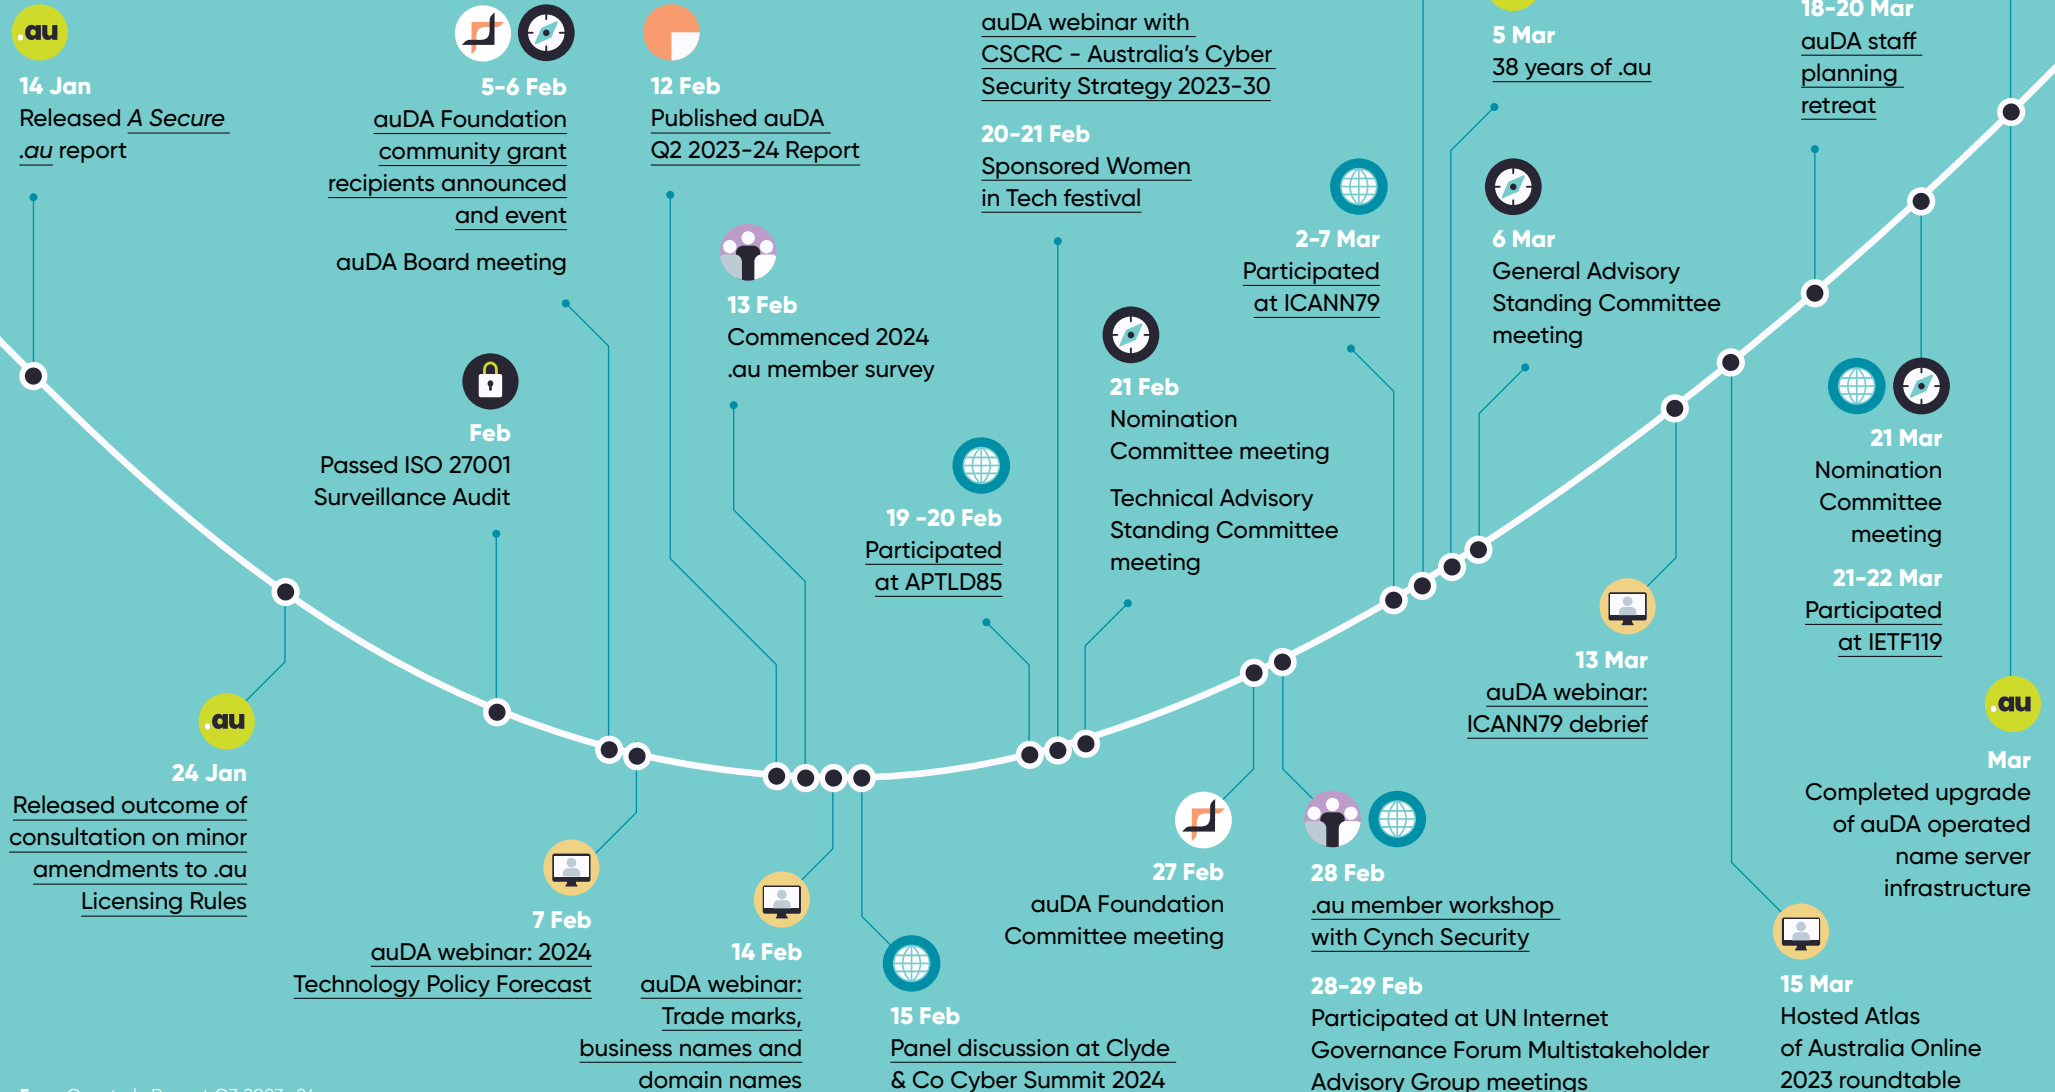 .au
14 Jan
Released A Secure
.au report
5-6 Feb
auDA Foundation
community grant
recipients announced
and event
auDA Board meeting
12 Feb
Published auDA
Q2 2023-24 Report
13 Feb
Commenced 2024
.au member survey
auDA webinar with
CSCRC - Australia's Cyber
Security Strategy 2023-30
20-21 Feb
Sponsored Women
in Tech festival
5 Mar
38 years of .au
18-20 Mar
auDA staff
planning
retreat
2-7 Mar
Participated
at ICANN79
6 Mar
General Advisory
Standing Committee
meeting
Feb
Passed ISO 27001
Surveillance Audit
19 -20 Feb
Participated
at APTLD85
21 Feb
Nomination
Committee meeting
Technical Advisory
Standing Committee
meeting
21 Mar
Nomination
Committee
meeting
21-22 Mar
Participated
at IETF119
.au
24 Jan
Released outcome of
consultation on minor
amendments to .au
Licensing Rules
7 Feb
auDA webinar: 2024
Technology Policy Forecast
14 Feb
auDA webinar:
Trade marks,
business names and
domain names
15 Feb
Panel discussion at Clyde
& Co Cyber Summit 2024
27 Feb
auDA Foundation
Committee meeting
28 Feb
.au member workshop
with Cynch Security
28-29 Feb
Participated at UN Internet
Governance Forum Multistakeholder
Advisory Group meetings
13 Mar
auDA webinar:
ICANN79 debrief
15 Mar
Hosted Atlas
of Australia Online
2023 roundtable
.au
Mar
Completed upgrade
of auDA operated
name server
infrastructure